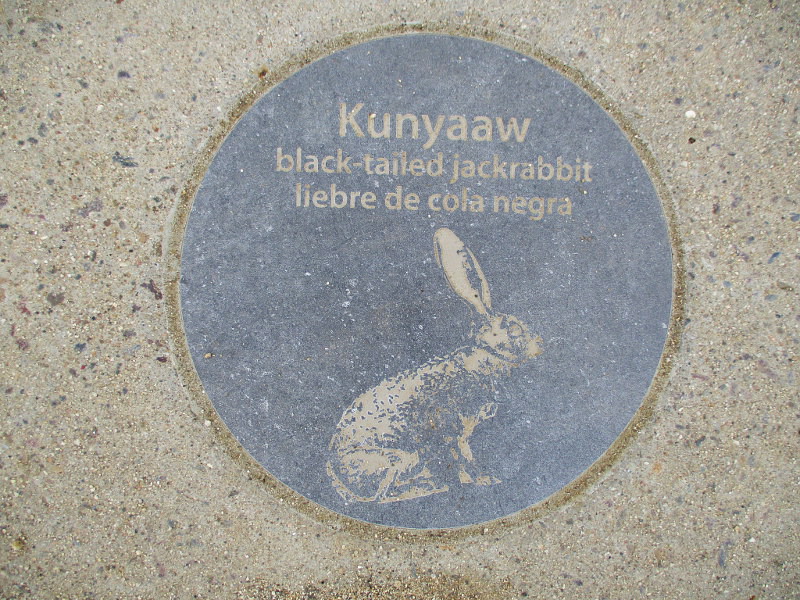 Kunyaaw
black-tailed jackrabbit
liebre de cola negra